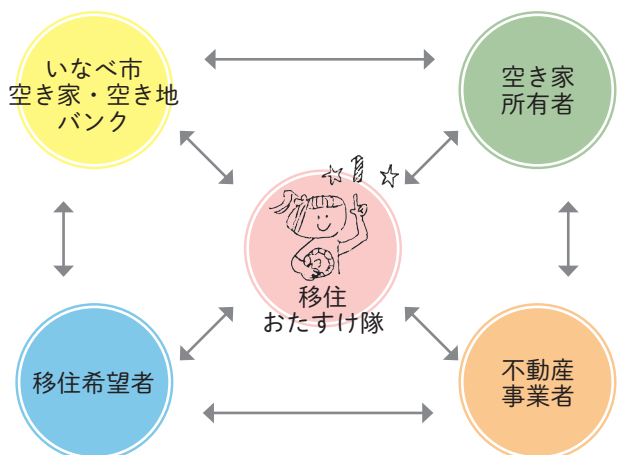 いなべ市
空き家・空き地
バンク
空き家
所有者
移住
おたすけ隊
移住希望者
不動産
事業者